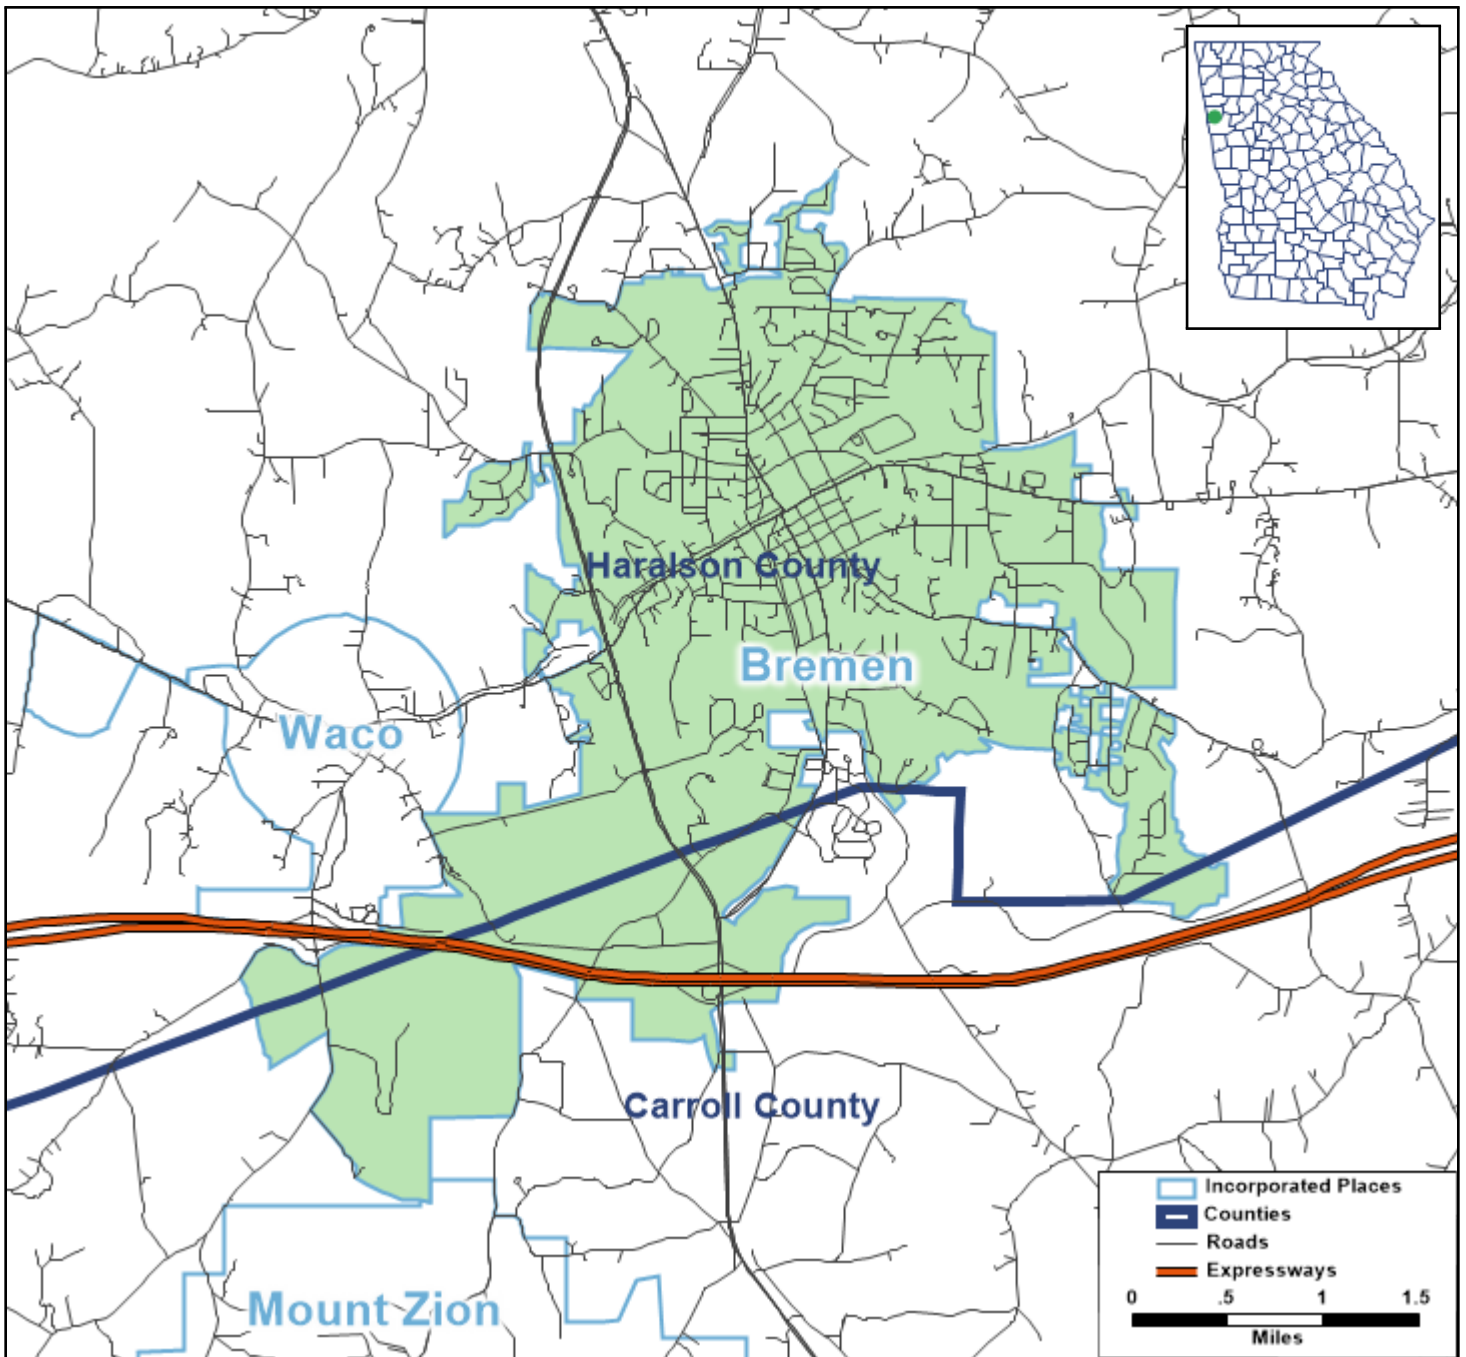 Haralson County
Bremen
Waco
Carroll County
Mount Zion
Incorporated Places
Counties
Roads
Expressways
0 .5 1 1.5
Miles